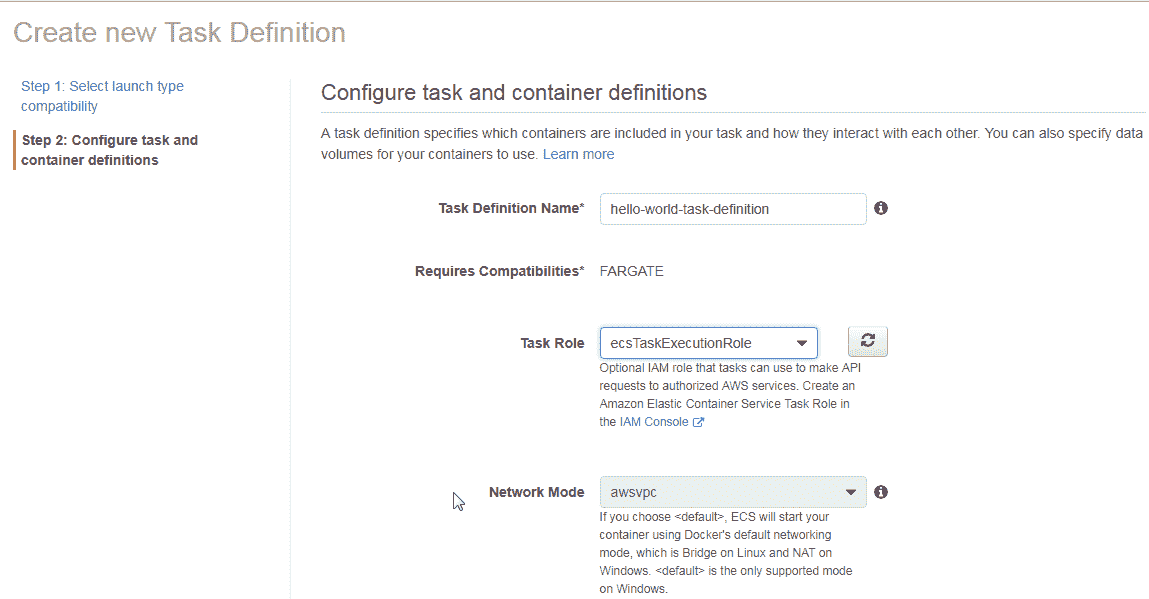 Create new Task Definition
Step 1: Select launch type
compatibility
Step 2: Configure task and
container definitions
Configure task and container definitions
A task definition specifies which containers are included in your task and how they interact with each other. You can also specify data
volumes for your containers to use. Learn more
Task Definition Name* hello-world-task-definition
Requires Compatibilities* FARGATE
Task Role ecsTaskExecutionRole
Optional IAM role that tasks can use to make API
requests to authorized AWS services. Create an
Amazon Elastic Container Service Task Role in
the IAM Console
Network Mode awsvpc
If you choose <default>, ECS will start your
container using Docker's default networking
mode, which is Bridge on Linux and NAT on
Windows. <default> is the only supported mode
on Windows.